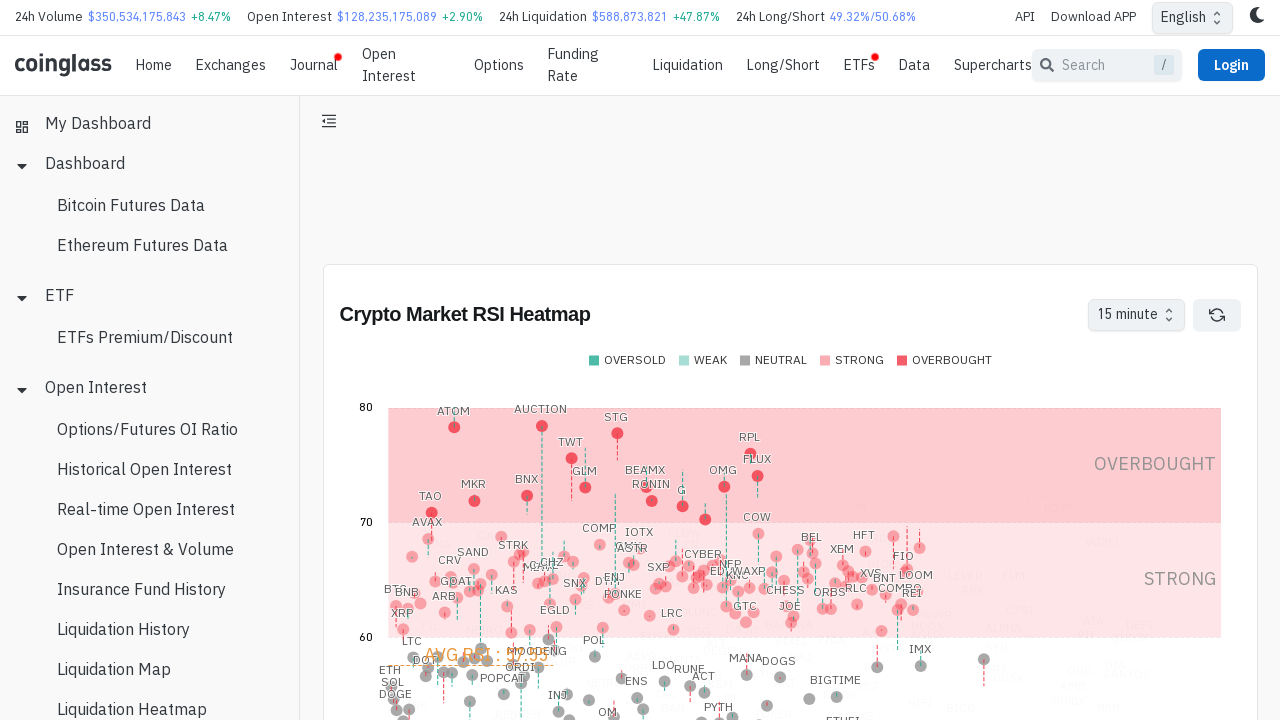 24h Volume $350,534,175,843 +8.47% Open Interest $128,235,175,089 +2.90% 24h Liquidation $588,873,821 +47.87% 24h Long/Short 49.32%/50.68% API Download APP English
coinglass Home Exchanges Journal Open Interest Options Funding Rate Liquidation Long/Short ETFs Data Supercharts Search / Login
My Dashboard
Dashboard
Bitcoin Futures Data
Ethereum Futures Data
ETF
ETFs Premium/Discount
Open Interest
Options/Futures OI Ratio
Historical Open Interest
Real-time Open Interest
Open Interest & Volume
Insurance Fund History
Liquidation History
Liquidation Map
Liquidation Heatmap
Crypto Market RSI Heatmap 15 minute
OVERSOLD WEAK NEUTRAL STRONG OVERBOUGHT
80
ATOM AUCTION STG
TWT RPL
GLM BEAMX OMG FLUX
MKR BNX RONIN G
TAO
OVERBOUGHT
70 AVAX COMP IOTX COW
SAND STRK ASTR CYBER BEL XEM HFT
CRV CHZ SXP WAXP FIO
GOAT SNX ENJ XVS BNT LOOM
BNB ARB KAS PONKE CHESS ORBS RLC REI
STRONG
XRP EGLD LRC GTC JOE
60
LTC MOODENG POL IMX
AVG RSI : 57.55
DOT ORDI LDO MANA DOGS
ETH RUNE
SOL POPCAT ENS ACT BIGTIME
DOGE INJ
OM PYTH ETHFI